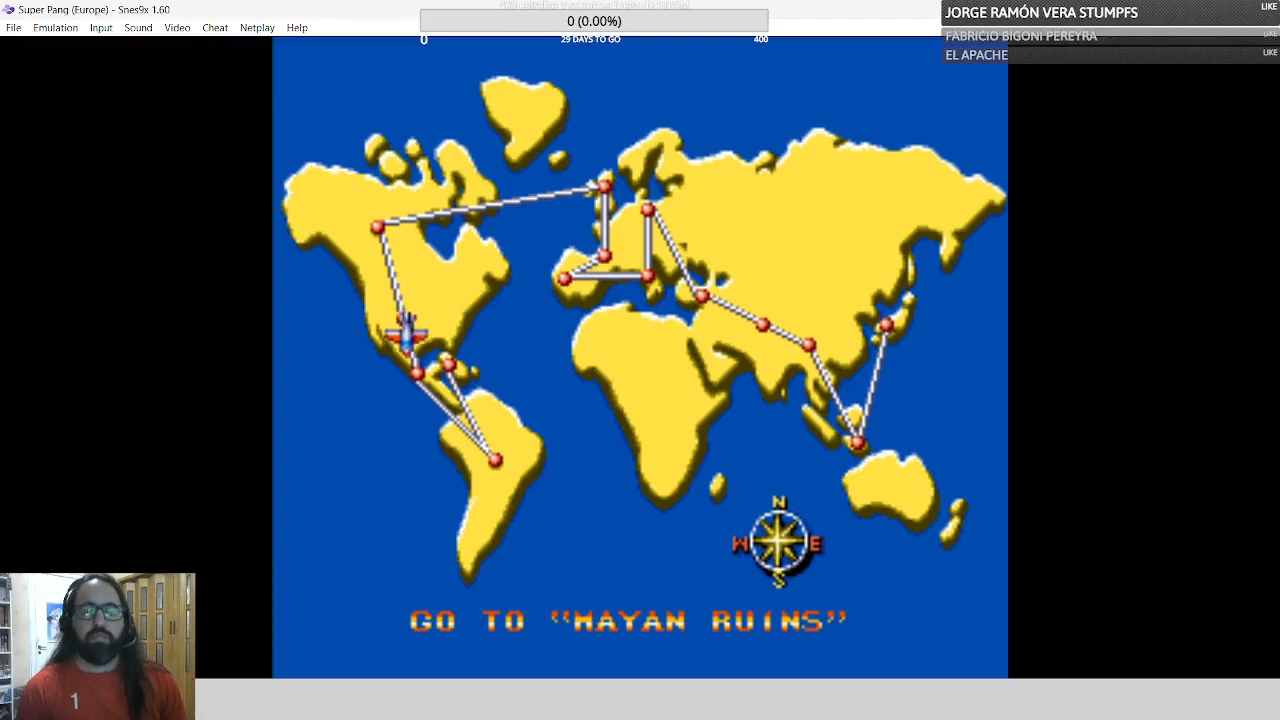 Super Pang (Europe) - Snes9x 1.60
File Emulation Input Sound Video Cheat Netplay Help
0 (0.00%)
0 29 DAYS TO GO 400
JORGE RAMÓN VERA STUMPFS LIKE
FABRICIO BIGONI PEREYRA LIKE
EL APACHE LIKE
N
W E
S
GO TO "MAYAN RUINS"
1